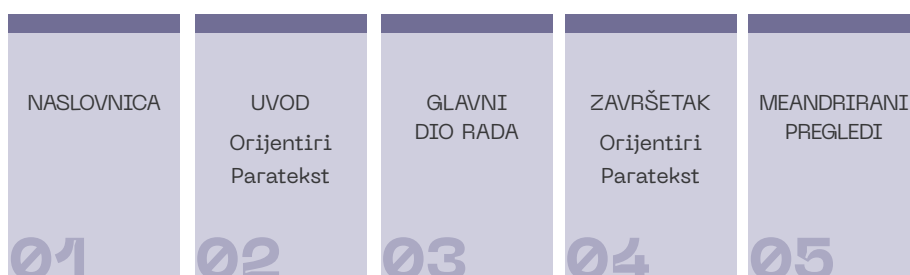 NASLOVNICA
01
UVOD
Orijentiri
Paratekst
02
GLAVNI
DIO RADA
03
ZAVRŠETAK
Orijentiri
Paratekst
04
MEANDRIRANI
PREGLEDI
05